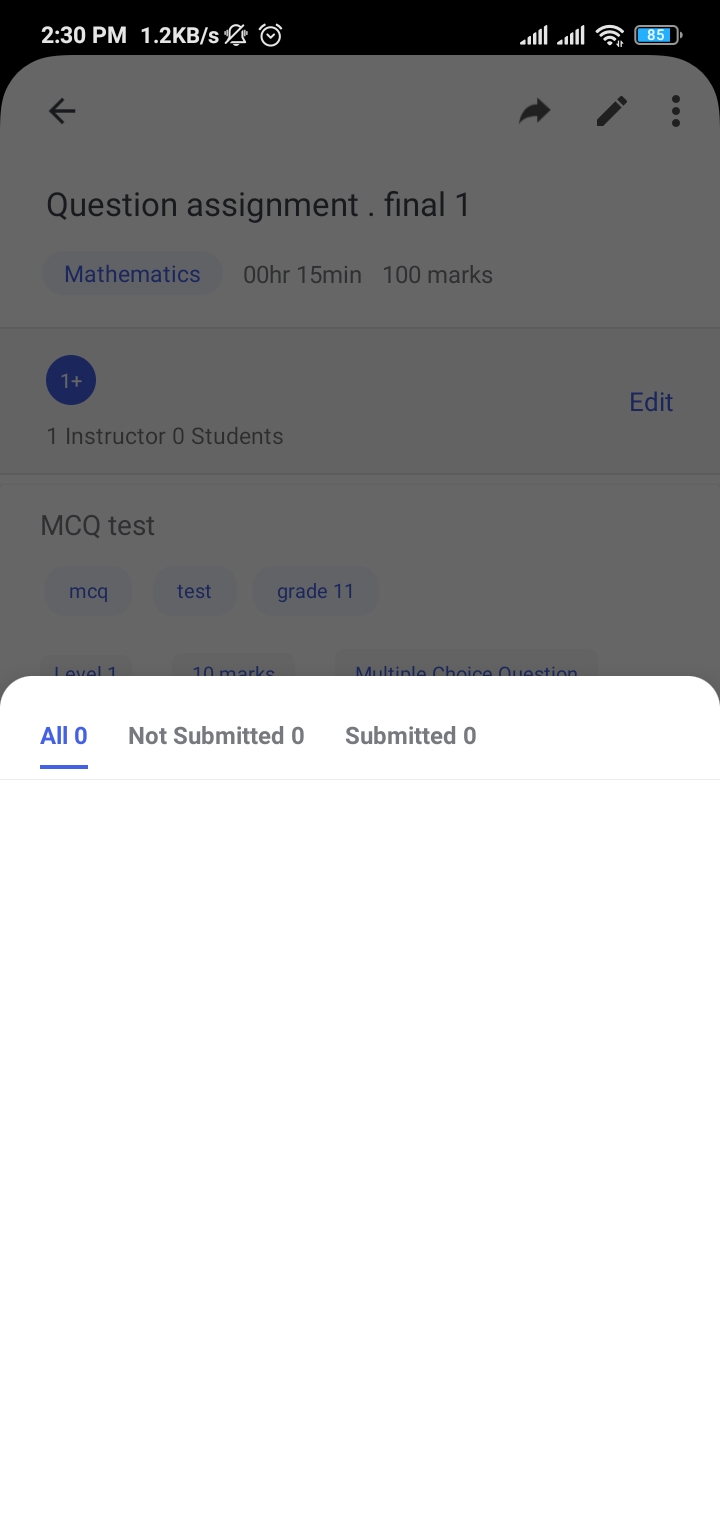 2:30 PM 1.2KB/s 85
Question assignment . final 1
Mathematics 00hr 15min 100 marks
1+
Edit
1 Instructor 0 Students
MCQ test
mcq test grade 11
Level 1 10 marks Multiple Choice Question
All 0 Not Submitted 0 Submitted 0